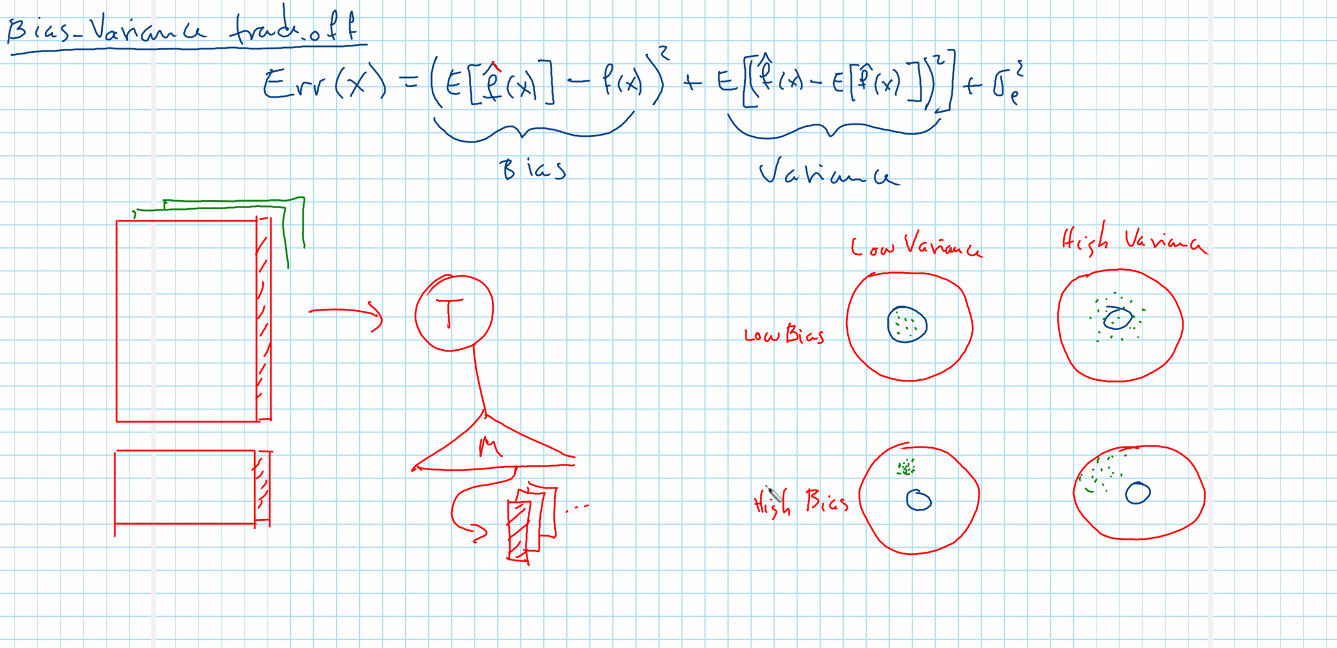 Bias-Variance trade-off
Err(x) = (E[f̂(x)] - f(x))² + E[(f̂(x) - E[f̂(x)])²] + σₑ²
Bias Variance
Low Variance High Variance
T
Low Bias
M
High Bias
...